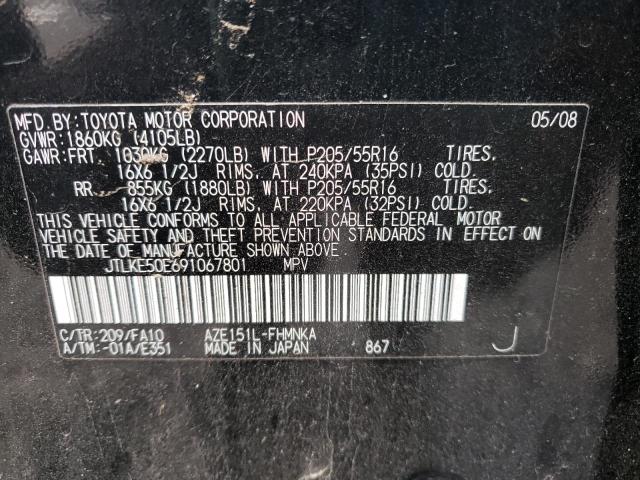 MFD.BY:TOYOTA MOTOR CORPORATION 05/08
GVWR:1860KG (4105LB)
GAWR:FRT. 1030KG (2270LB) WITH P205/55R16 TIRES.
16X6 1/2J RIMS. AT 240KPA (35PSI) COLD.
RR. 855KG (1880LB) WITH P205/55R16 TIRES.
16X6 1/2J RIMS. AT 220KPA (32PSI) COLD.
THIS VEHICLE CONFORMS TO ALL APPLICABLE FEDERAL MOTOR
VEHICLE SAFETY AND THEFT PREVENTION STANDARDS IN EFFECT ON
THE DATE OF MANUFACTURE SHOWN ABOVE.
JTLKE50E691067801 MPV
C/TR:209/FA10 AZE151L-FHMNKA
A/TM:-01A/E351 MADE IN JAPAN 867 J